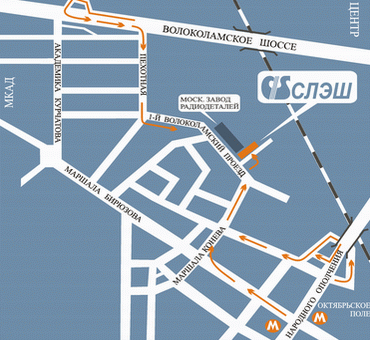 ЦЕНТР
ВОЛОКОЛАМСКОЕ ШОССЕ
МКАД
АКАДЕМИКА КУРЧАТОВА
ПЕХОТНАЯ
СЛЭШ
МОСК. ЗАВОД
РАДИОДЕТАЛЕЙ
1-Й ВОЛОКОЛАМСКИЙ ПРОЕЗД
МАРШАЛА БИРЮЗОВА
МАРШАЛА КОНЕВА
НАРОДНОГО ОПОЛЧЕНИЯ
ОКТЯБРЬСКОЕ
ПОЛЕ
М
М